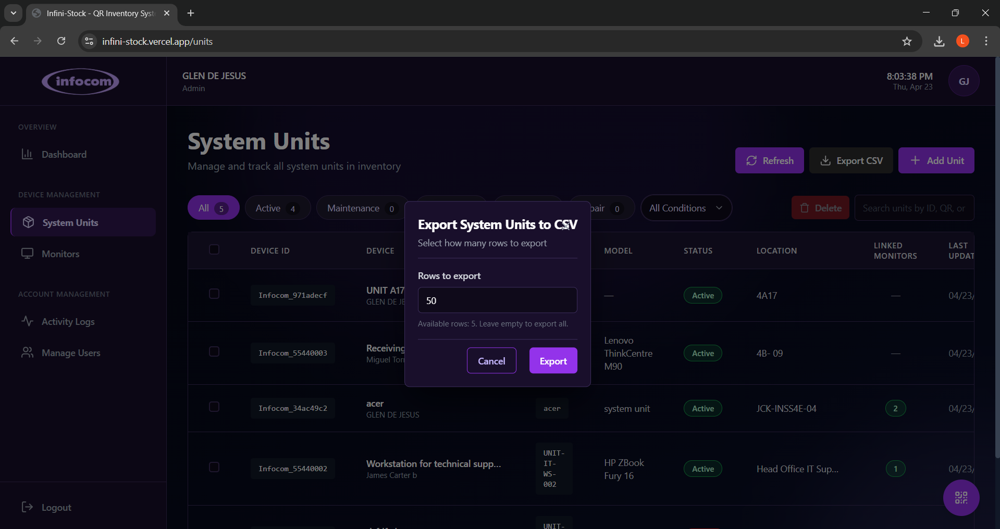 Infini-Stock - QR Inventory Syst
infini-stock.vercel.app/units
L
infocom
GLEN DE JESUS
Admin
8:03:38 PM
Thu, Apr 23
GJ
OVERVIEW
Dashboard
DEVICE MANAGEMENT
System Units
Monitors
ACCOUNT MANAGEMENT
Activity Logs
Manage Users
Logout
System Units
Manage and track all system units in inventory
Refresh
Export CSV
Add Unit
All 5
Active 4
Maintenance 0
pair 0
All Conditions
Delete
Search units by ID, QR, or
DEVICE ID
DEVICE
MODEL
STATUS
LOCATION
LINKED
MONITORS
LAST
UPDAT
Infocom_971adecf
UNIT A17
GLEN DE JE
—
Active
4A17
—
04/23/
Infocom_55440003
Receiving
Miguel Torr
Lenovo
ThinkCentre
M90
Active
4B- 09
—
04/23/
Infocom_34ac49c2
acer
GLEN DE JESUS
acer
system unit
Active
JCK-INSS4E-04
2
04/23/
Infocom_55440002
Workstation for technical supp...
James Carter b
UNIT-
IT-
WS-
002
HP ZBook
Fury 16
Active
Head Office IT Sup...
1
04/23/
UNIT-
Export System Units to CSV
Select how many rows to export
Rows to export
50
Available rows: 5. Leave empty to export all.
Cancel
Export